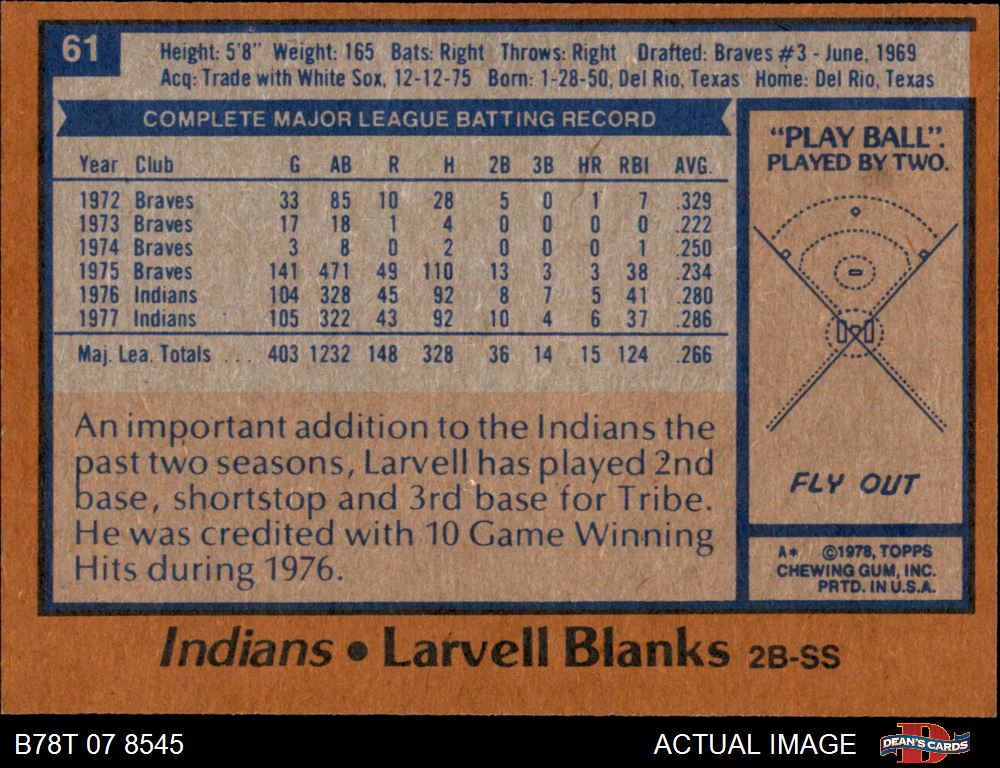 61
Height: 5'8" Weight: 165 Bats: Right Throws: Right Drafted: Braves #3 - June, 1969
Acq: Trade with White Sox, 12-12-75 Born: 1-28-50, Del Rio, Texas Home: Del Rio, Texas
COMPLETE MAJOR LEAGUE BATTING RECORD
Year Club G AB R H 2B 3B HR RBI AVG.
1972 Braves 33 85 10 28 5 0 1 7 .329
1973 Braves 17 18 1 4 0 0 0 0 .222
1974 Braves 3 8 0 2 0 0 0 1 .250
1975 Braves 141 471 49 110 13 3 3 38 .234
1976 Indians 104 328 45 92 8 7 5 41 .280
1977 Indians 105 322 43 92 10 4 6 37 .286
Maj. Lea. Totals . . . 403 1232 148 328 36 14 15 124 .266
An important addition to the Indians the
past two seasons, Larvell has played 2nd
base, shortstop and 3rd base for Tribe.
He was credited with 10 Game Winning
Hits during 1976.
"PLAY BALL".
PLAYED BY TWO.
FLY OUT
A* ©1978, TOPPS
CHEWING GUM, INC.
PRTD. IN U.S.A.
Indians • Larvell Blanks 2B-SS
B78T 07 8545
ACTUAL IMAGE
DEAN'S CARDS